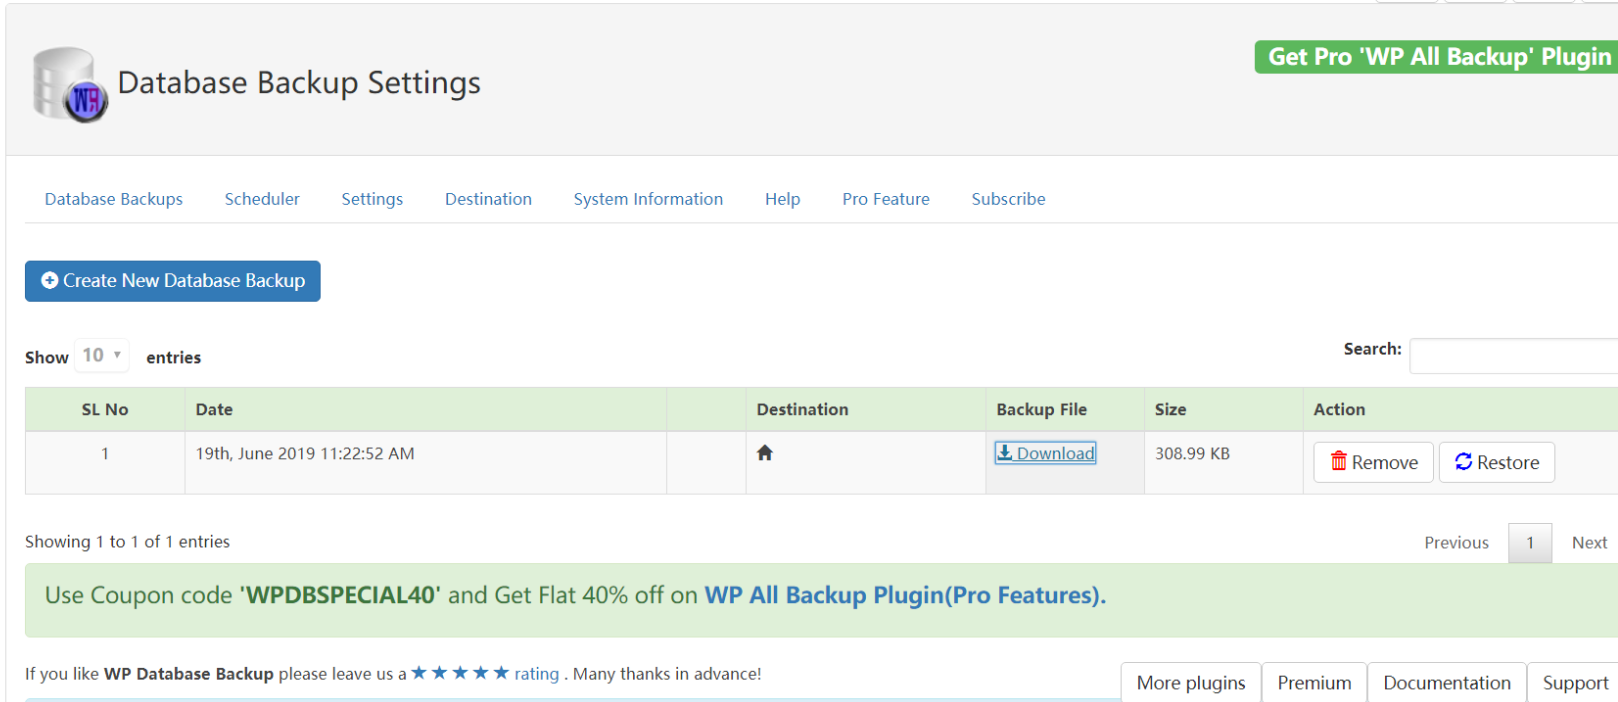 Get Pro 'WP All Backup' Plugin
Database Backup Settings
Database Backups Scheduler Settings Destination System Information Help Pro Feature Subscribe
Create New Database Backup
Show 10 entries
Search:
SL No Date Destination Backup File Size Action
1 19th, June 2019 11:22:52 AM Download 308.99 KB Remove Restore
Showing 1 to 1 of 1 entries
Previous 1 Next
Use Coupon code 'WPDBSPECIAL40' and Get Flat 40% off on WP All Backup Plugin(Pro Features).
If you like WP Database Backup please leave us a ★★★★★ rating . Many thanks in advance!
More plugins Premium Documentation Support